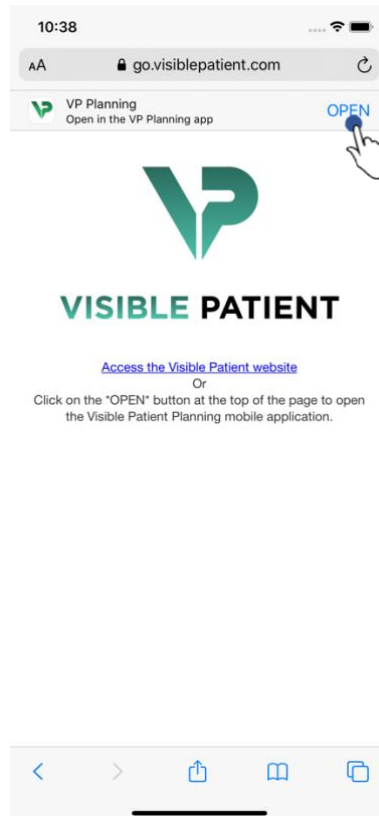 10:38
AA go.visiblepatient.com
VP Planning
Open in the VP Planning app
OPEN
VP
VISIBLE PATIENT
Access the Visible Patient website
Or
Click on the "OPEN" button at the top of the page to open
the Visible Patient Planning mobile application.